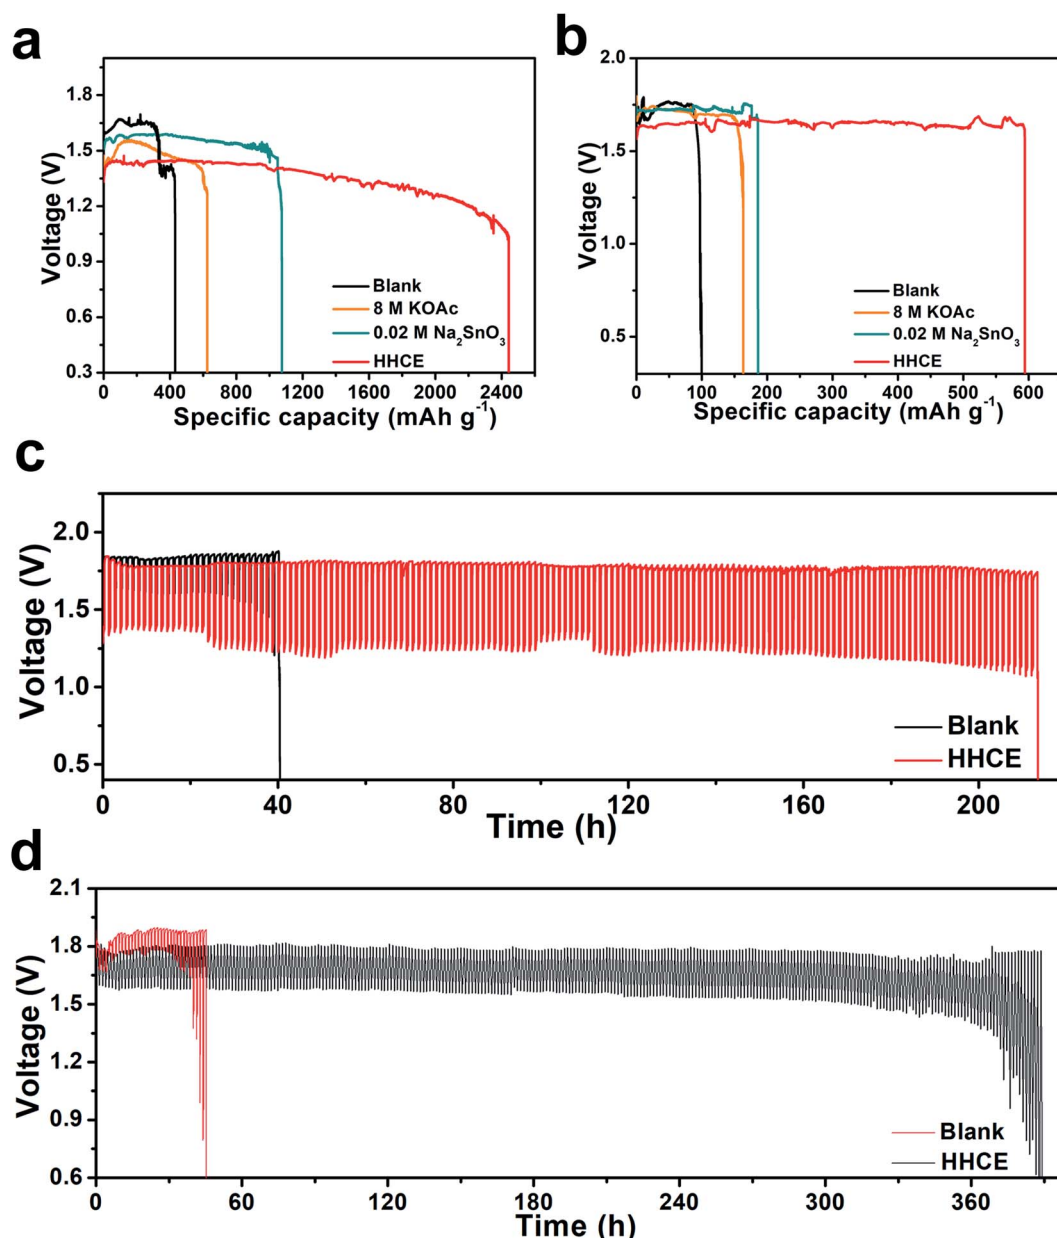 a
1.8
1.5
1.2
0.9
0.6
0.3
Voltage (V)
Blank
8 M KOAc
0.02 M Na₂SnO₃
HHCE
0 400 800 1200 1600 2000 2400
Specific capacity (mAh g⁻¹)
b
2.0
1.5
1.0
0.5
Voltage (V)
Blank
8 M KOAc
0.02 M Na₂SnO₃
HHCE
0 100 200 300 400 500 600
Specific capacity (mAh g⁻¹)
c
2.0
1.5
1.0
0.5
Voltage (V)
Blank
HHCE
0 40 80 120 160 200
Time (h)
d
2.1
1.8
1.5
1.2
0.9
0.6
Voltage (V)
Blank
HHCE
0 60 120 180 240 300 360
Time (h)